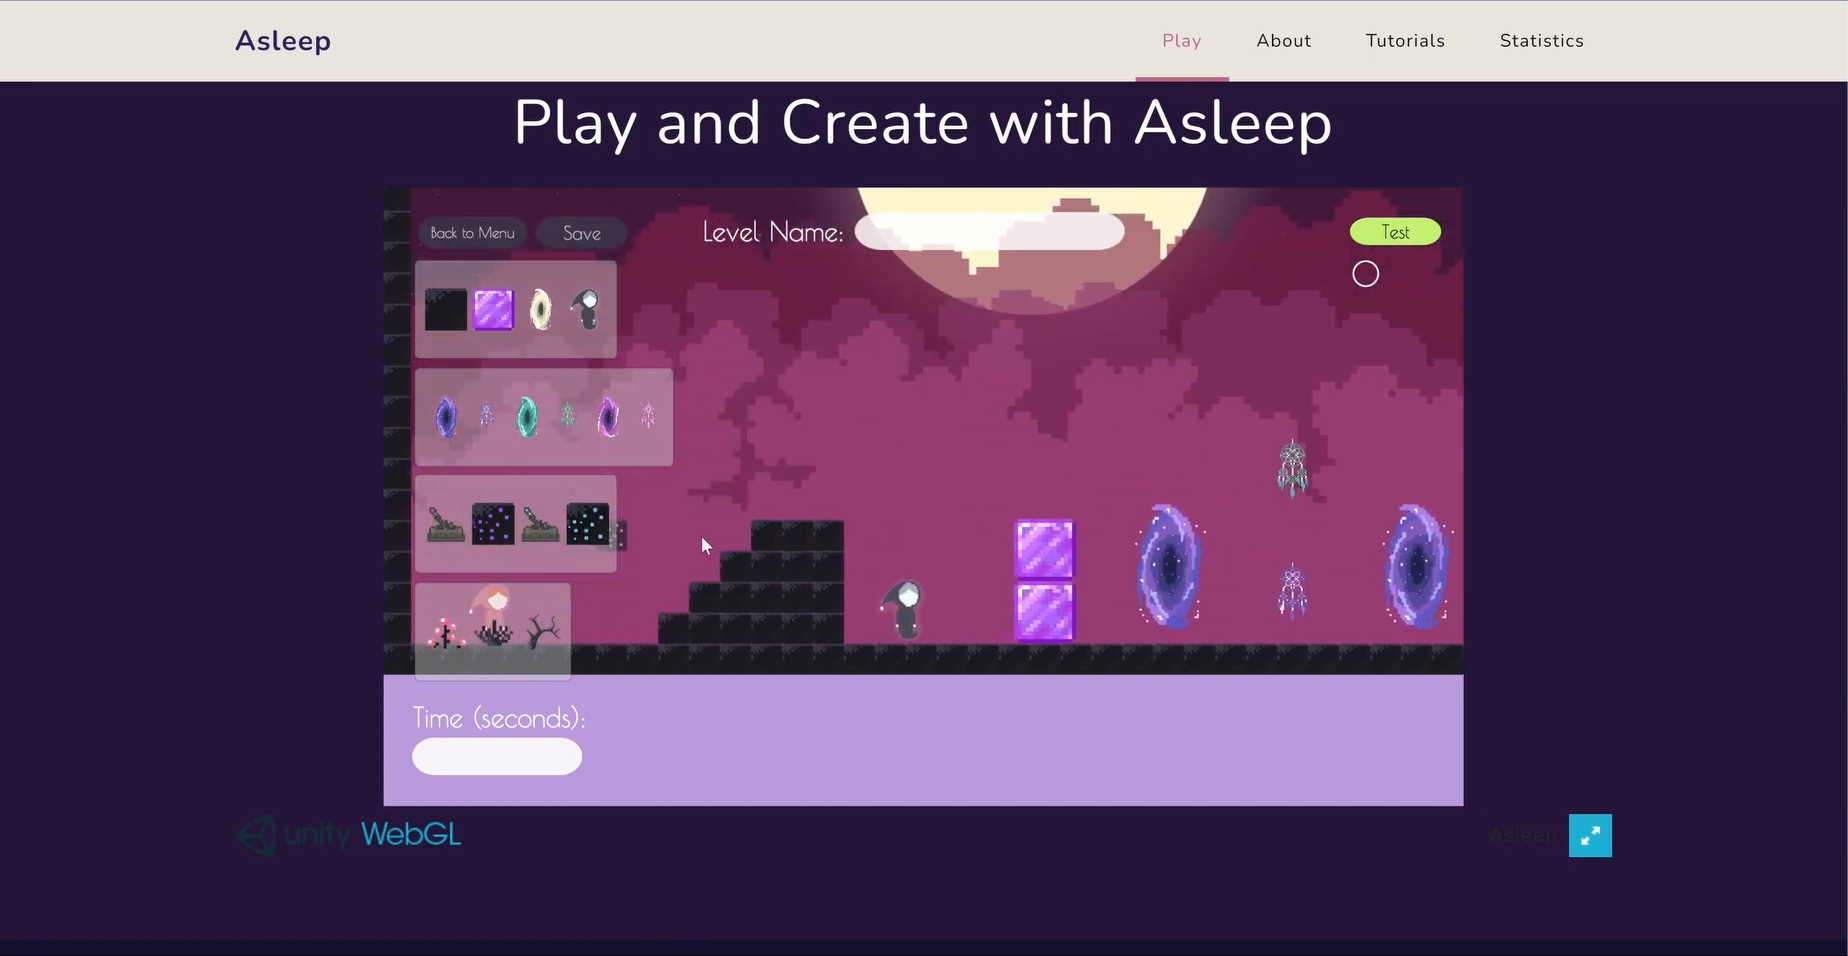 Asleep
Play About Tutorials Statistics
Play and Create with Asleep
Back to Menu Save Level Name: Test
Time (seconds):
unity WebGL
Asleep